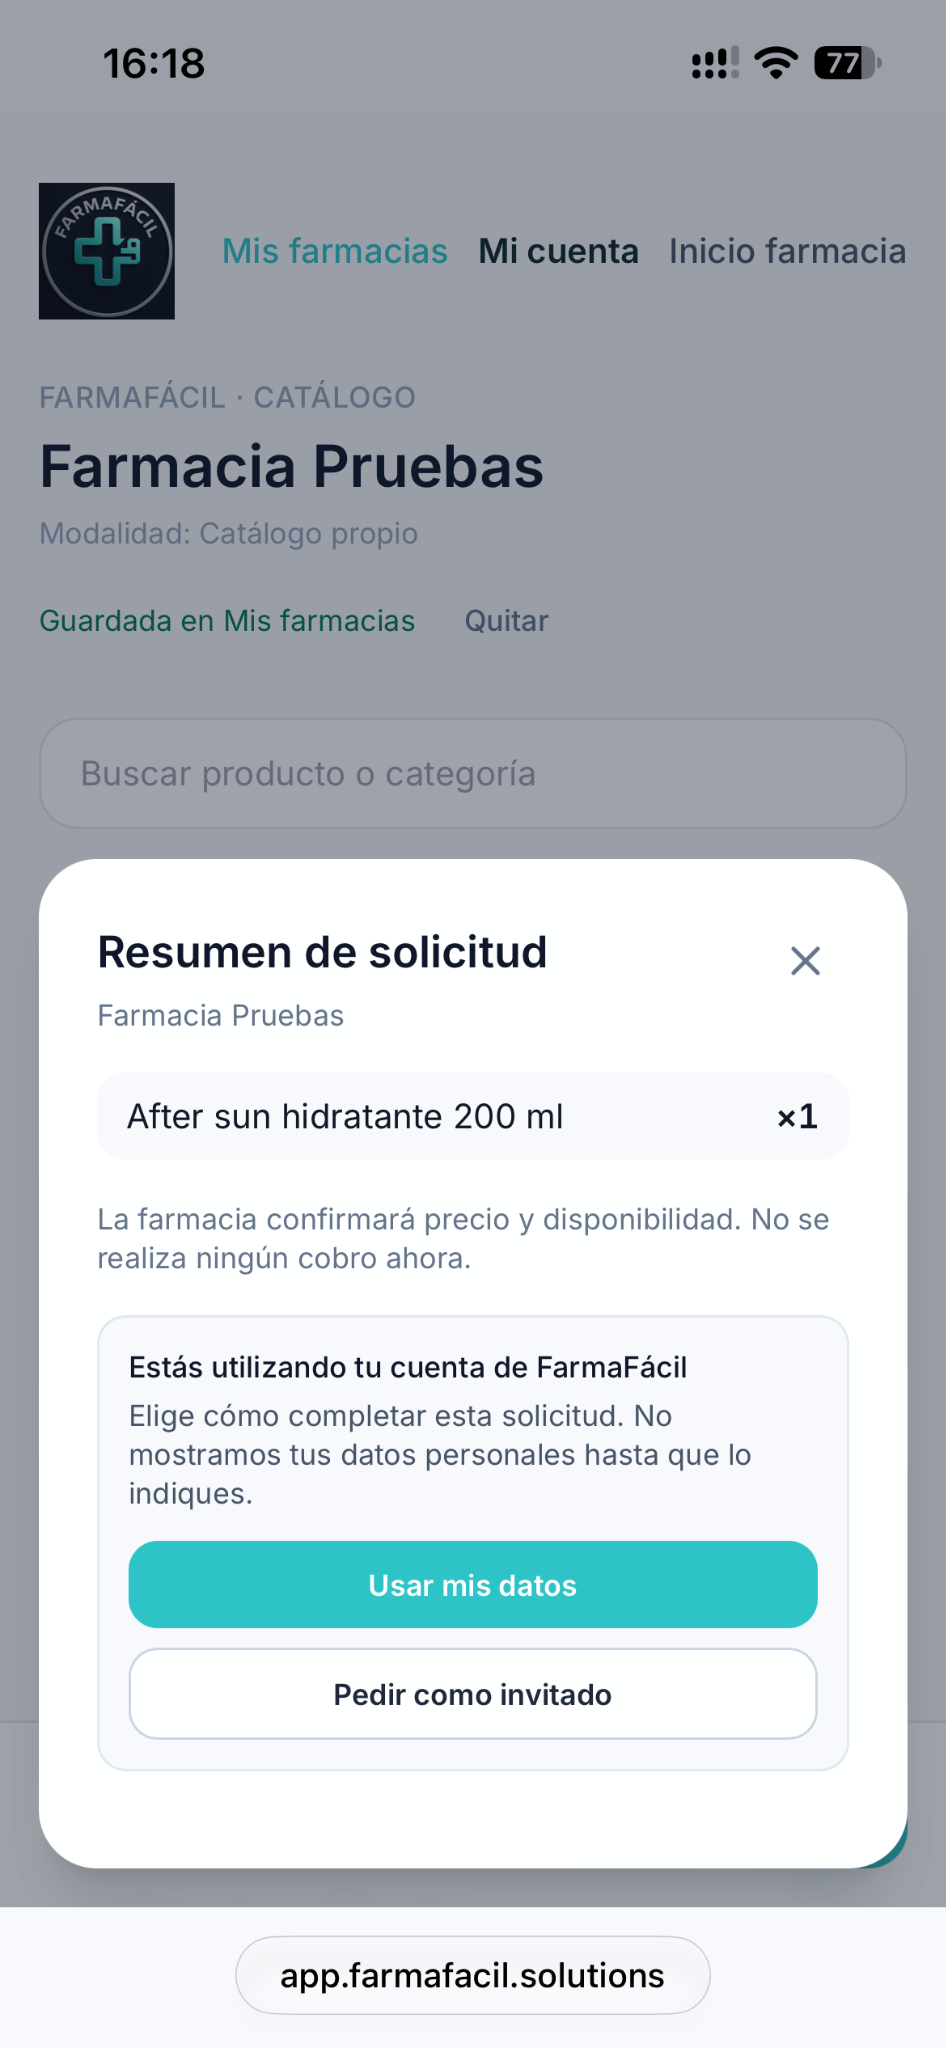 16:18
77
FARMAFÁCIL
Mis farmacias
Mi cuenta
Inicio farmacia
FARMAFÁCIL · CATÁLOGO
Farmacia Pruebas
Modalidad: Catálogo propio
Guardada en Mis farmacias
Quitar
Buscar producto o categoría
Resumen de solicitud
Farmacia Pruebas
After sun hidratante 200 ml
×1
La farmacia confirmará precio y disponibilidad. No se
realiza ningún cobro ahora.
Estás utilizando tu cuenta de FarmaFácil
Elige cómo completar esta solicitud. No
mostramos tus datos personales hasta que lo
indiques.
Usar mis datos
Pedir como invitado
app.farmafacil.solutions